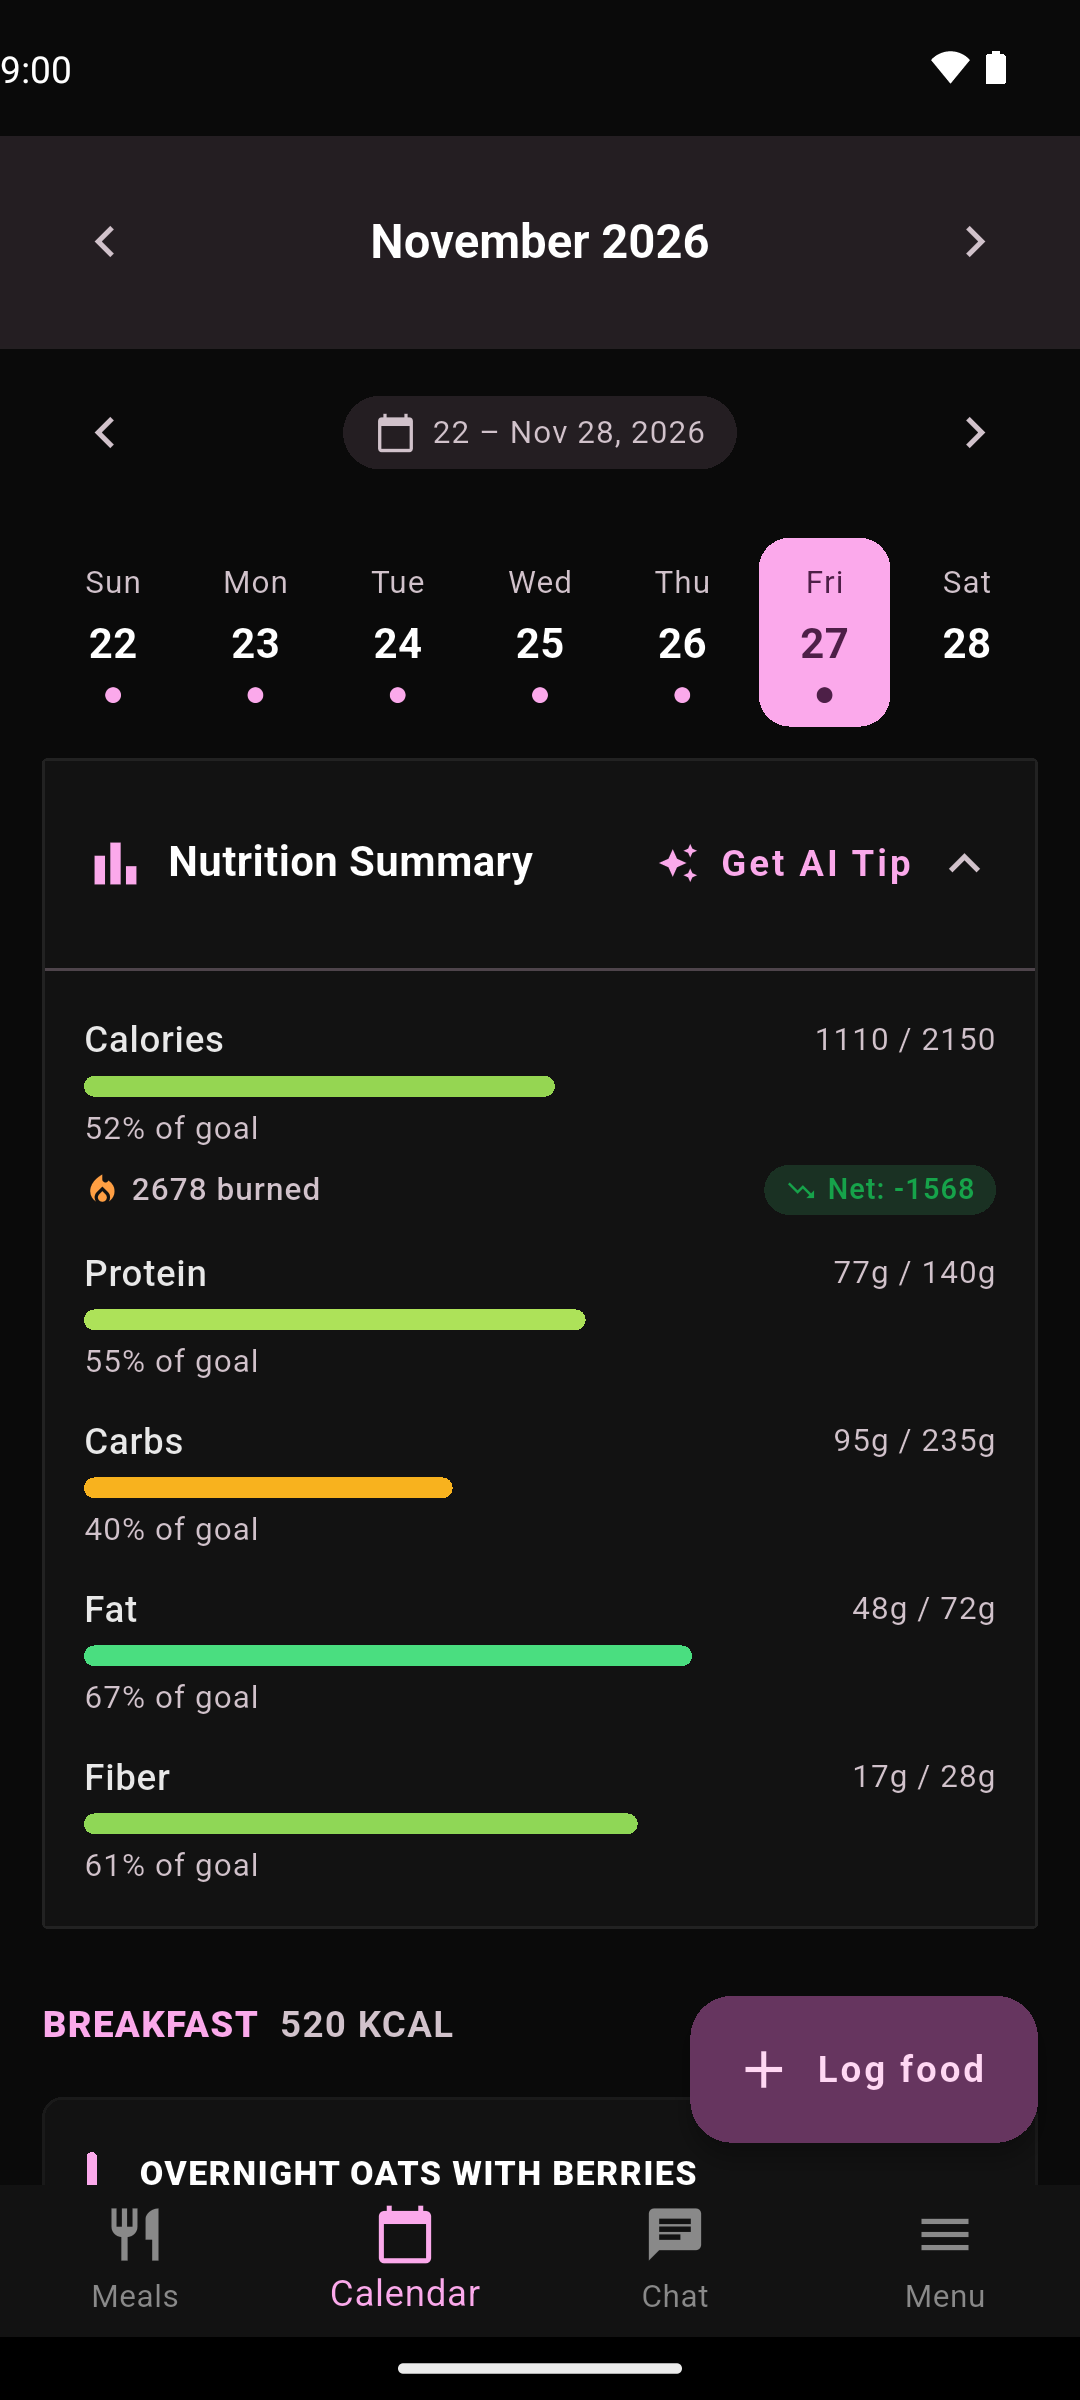 9:00
November 2026
22 – Nov 28, 2026
Sun Mon Tue Wed Thu Fri Sat
22 23 24 25 26 27 28
Nutrition Summary Get AI Tip
Calories 1110 / 2150
52% of goal
2678 burned Net: -1568
Protein 77g / 140g
55% of goal
Carbs 95g / 235g
40% of goal
Fat 48g / 72g
67% of goal
Fiber 17g / 28g
61% of goal
BREAKFAST 520 KCAL
Log food
OVERNIGHT OATS WITH BERRIES
Meals Calendar Chat Menu